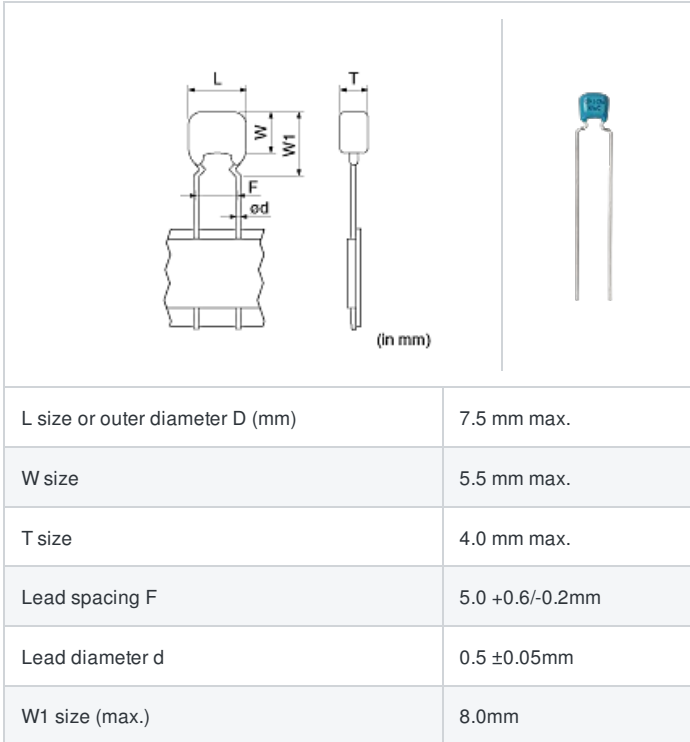 L
T
W
W1
F
ød
(in mm)
L size or outer diameter D (mm) 7.5 mm max.
W size 5.5 mm max.
T size 4.0 mm max.
Lead spacing F 5.0 +0.6/-0.2mm
Lead diameter d 0.5 ±0.05mm
W1 size (max.) 8.0mm